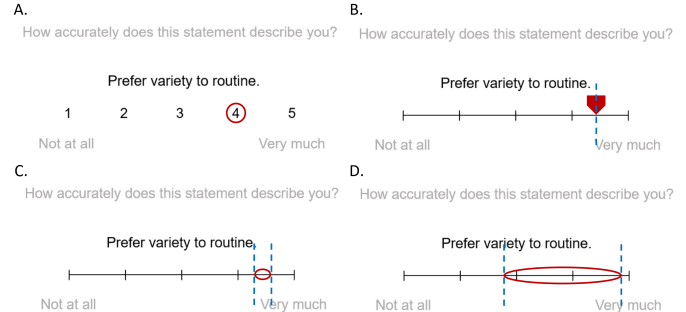 A.
How accurately does this statement describe you?
Prefer variety to routine.
1 2 3 4 5
Not at all Very much
B.
How accurately does this statement describe you?
Prefer variety to routine.
Not at all Very much
C.
How accurately does this statement describe you?
Prefer variety to routine.
Not at all Very much
D.
How accurately does this statement describe you?
Prefer variety to routine.
Not at all Very much